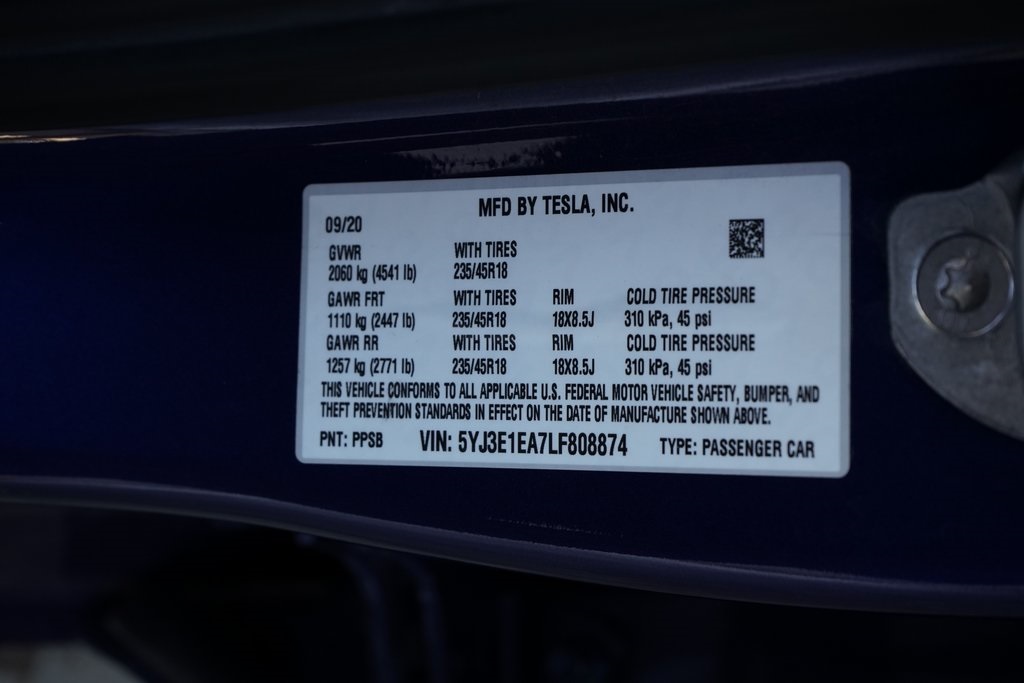 MFD BY TESLA, INC.
09/20
GVWR WITH TIRES
2060 kg (4541 lb) 235/45R18
GAWR FRT WITH TIRES RIM COLD TIRE PRESSURE
1110 kg (2447 lb) 235/45R18 18X8.5J 310 kPa, 45 psi
GAWR RR WITH TIRES RIM COLD TIRE PRESSURE
1257 kg (2771 lb) 235/45R18 18X8.5J 310 kPa, 45 psi
THIS VEHICLE CONFORMS TO ALL APPLICABLE U.S. FEDERAL MOTOR VEHICLE SAFETY, BUMPER, AND
THEFT PREVENTION STANDARDS IN EFFECT ON THE DATE OF MANUFACTURE SHOWN ABOVE.
PNT: PPSB VIN: 5YJ3E1EA7LF808874 TYPE: PASSENGER CAR